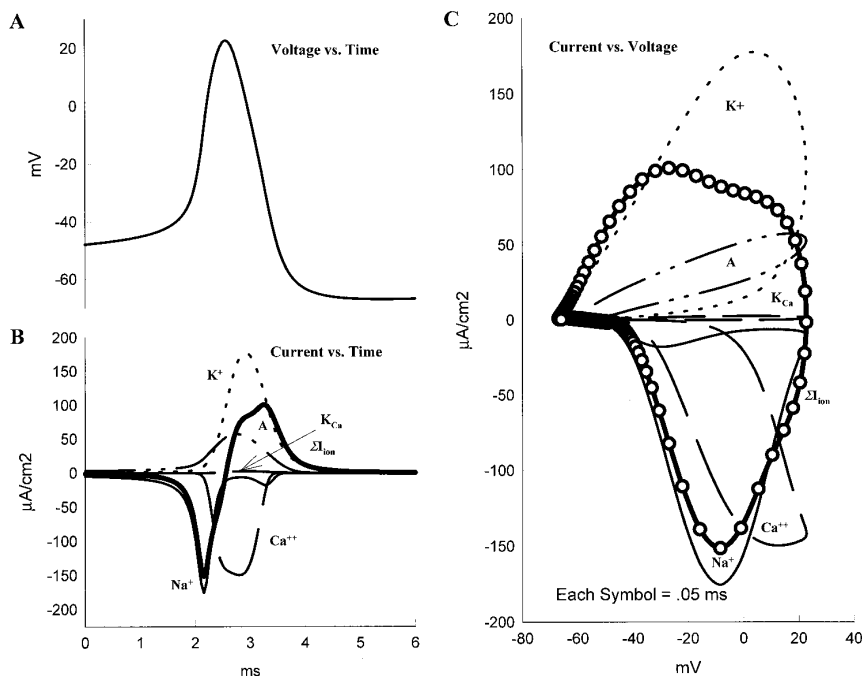 A
Voltage vs. Time
20
0
-20
-40
-60
mV
B
Current vs. Time
200
150
100
50
0
-50
-100
-150
-200
µA/cm2
K+
A
KCa
ΣIion
Ca++
Na+
0 1 2 3 4 5 6
ms
C
Current vs. Voltage
200
150
100
50
0
-50
-100
-150
-200
µA/cm2
K+
A
KCa
ΣIion
Ca++
Na+
Each Symbol = .05 ms
-80 -60 -40 -20 0 20 40
mV